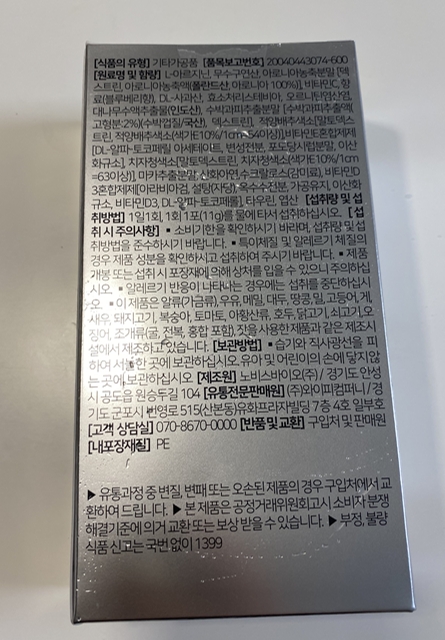 [식품의 유형] 기타가공품 [품목보고번호] 20040443074-600
[원료명 및 함량] L-아르지닌, 무수구연산, 아로니아농축분말 [덱
스트린, 아로니아농축액(폴란드산, 아로니아 100%)], 비타민C, 향
료(블루베리향), DL-사과산, 효소처리스테비아, 오르니틴염산염,
대나무수액추출물(인도산), 수박과피추출분말 [수박과피추출액(
고형분:2%)(수박껍질/국산), 덱스트린], 적양배추색소[말토덱스
트린, 적양배추색소(색가E10%/1cm=54이상)], 비타민E혼합제제
[DL-알파-토코페릴 아세테이트, 변성전분, 포도당시럽분말, 이산
화규소], 치자청색소[말토덱스트린, 치자청색소(색가E10%/1cm
=630이상)], 마카추출분말, 산화아연, 수크랄로스(감미료), 비타민D
3혼합제제[아라비아검, 설탕(자당), 옥수수전분, 가공유지, 이산화
규소, 비타민D3, DL-알파-토코페롤], 타우린, 엽산 [섭취량 및 섭
취방법] 1일1회, 1회 1포(11g)를 물에 타서 섭취하십시오. [섭
취 시 주의사항] ▪ 소비기한을 확인하시기 바라며, 섭취량 및 섭
취방법을 준수하시기 바랍니다. ▪ 특이체질 및 알레르기 체질의
경우 제품 성분을 확인하시고 섭취하여 주시기 바랍니다. ▪ 제품
개봉 또는 섭취 시 포장재에 의해 상처를 입을 수 있으니 주의하십
시오. ▪ 알레르기 반응이 나타나는 경우에는 섭취를 중단하십시
오. ▪ 이 제품은 알류(가금류), 우유, 메밀, 대두, 땅콩, 밀, 고등어, 게,
새우, 돼지고기, 복숭아, 토마토, 아황산류, 호두, 닭고기, 쇠고기, 오
징어, 조개류(굴, 전복, 홍합 포함), 잣을 사용한 제품과 같은 제조시
설에서 제조하고 있습니다. [보관방법] ▪ 습기와 직사광선을 피
하여 서늘한 곳에 보관하십시오. 유아 및 어린이의 손에 닿지 않
는 곳에 보관하십시오 [제조원] 노비스바이오(주) / 경기도 안성
시 공도읍 원승두길 104 [유통전문판매원] (주)와이피컴퍼니 / 경
기도 군포시 번영로 515(산본동)유화프라자빌딩 7층 4호 일부호
[고객 상담실] 070-8670-0000 [반품 및 교환] 구입처 및 판매원
[내포장재질] PE
▶ 유통과정 중 변질, 변패 또는 오손된 제품의 경우 구입처에서 교
환하여 드립니다. ▶ 본 제품은 공정거래위원회고시 소비자 분쟁
해결기준에 의거 교환 또는 보상 받을 수 있습니다. ▶ 부정, 불량
식품 신고는 국번 없이 1399